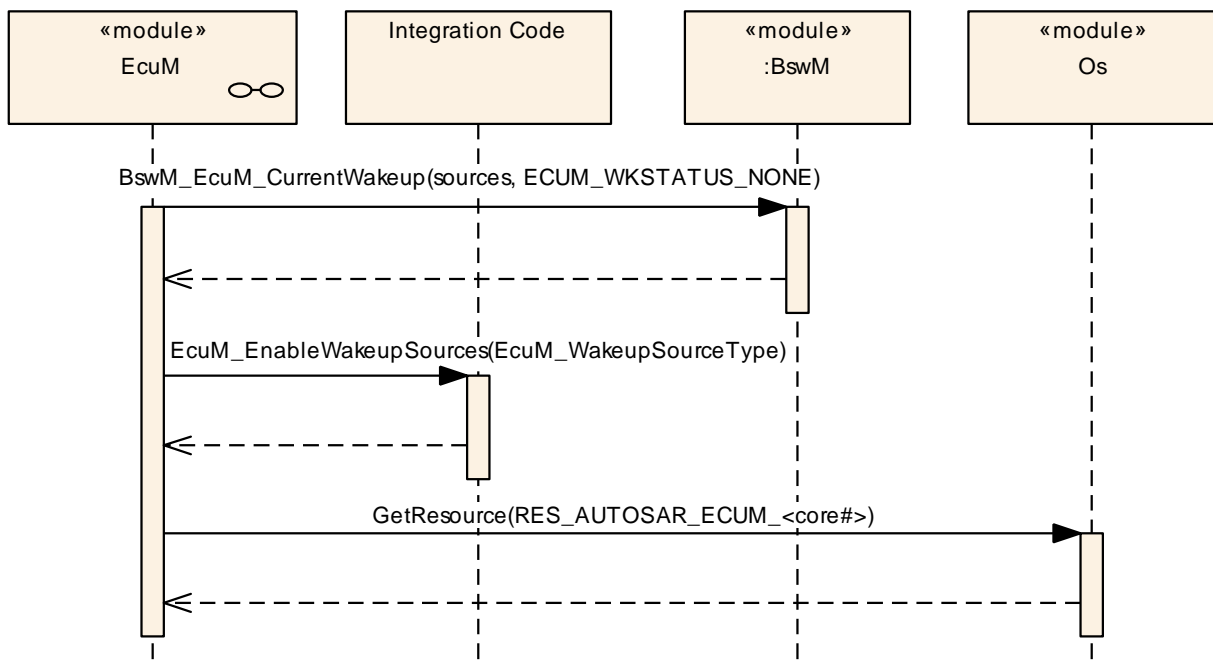 «module»
EcuM
Integration Code
«module»
:BswM
«module»
Os
BswM_EcuM_CurrentWakeup(sources, ECUM_WKSTATUS_NONE)
EcuM_EnableWakeupSources(EcuM_WakeupSourceType)
GetResource(RES_AUTOSAR_ECUM_<core#>)